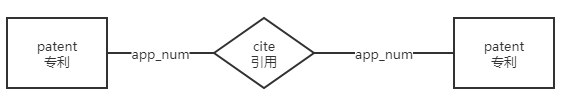 patent
专利
app_num
cite
引用
app_num
patent
专利